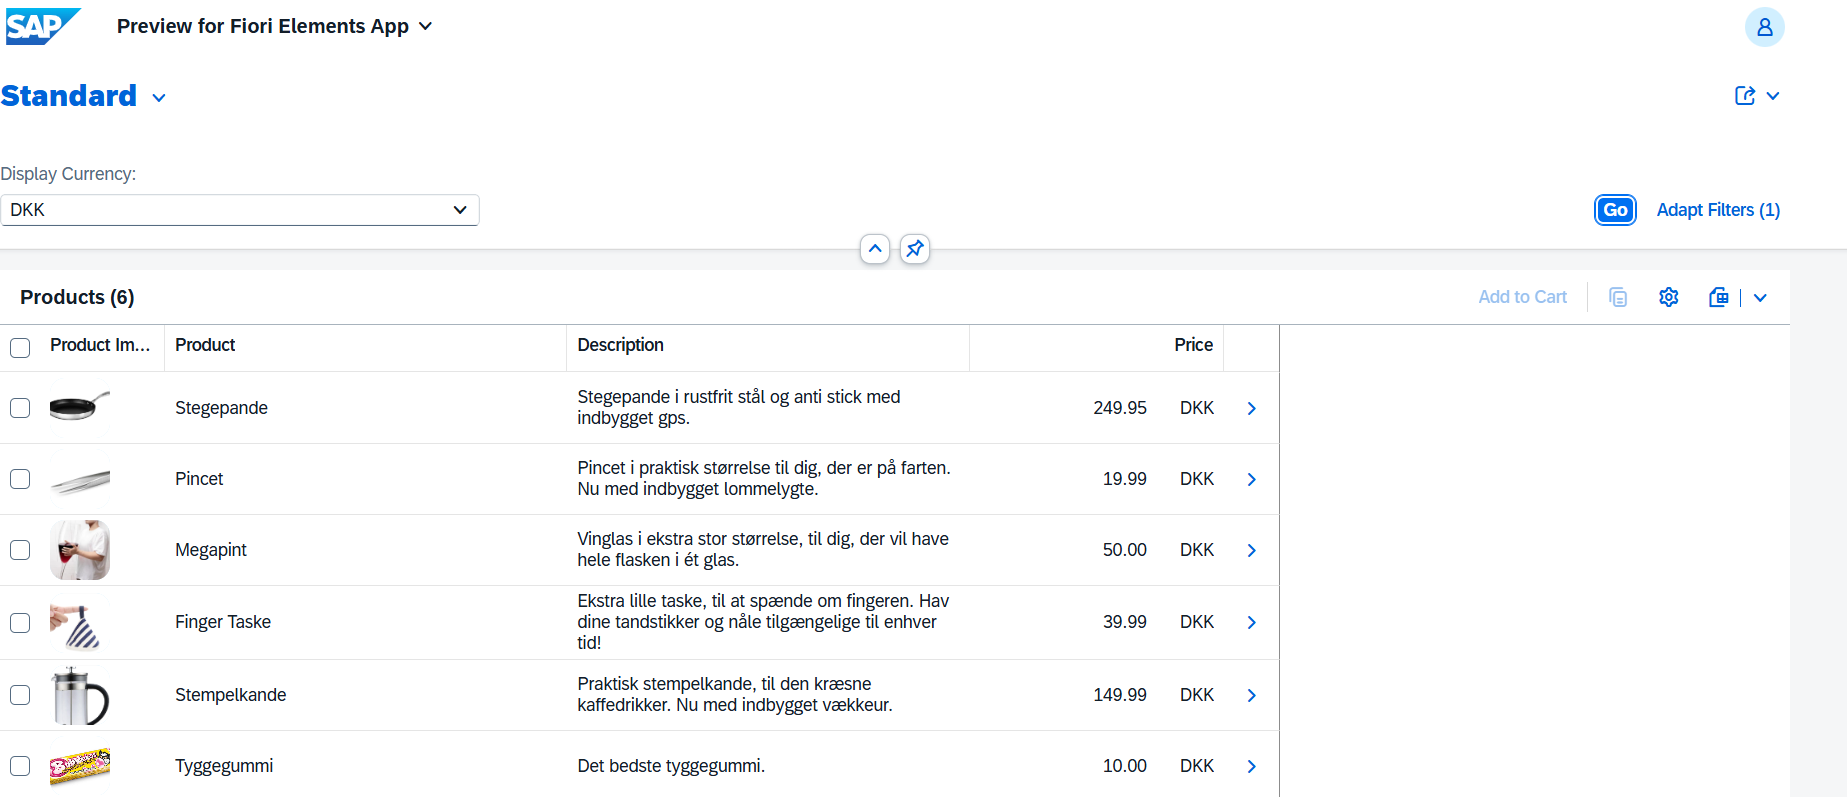 SAP
Preview for Fiori Elements App
Standard
Display Currency:
DKK
Go
Adapt Filters (1)
Products (6)
Add to Cart
Product Im...
Product
Description
Price
Stegepande
Stegepande i rustfrit stål og anti stick med
indbygget gps.
249.95 DKK
Pincet
Pincet i praktisk størrelse til dig, der er på farten.
Nu med indbygget lommelygte.
19.99 DKK
Megapint
Vinglas i ekstra stor størrelse, til dig, der vil have
hele flasken i ét glas.
50.00 DKK
Finger Taske
Ekstra lille taske, til at spænde om fingeren. Hav
dine tandstikker og nåle tilgængelige til enhver
tid!
39.99 DKK
Stempelkande
Praktisk stempelkande, til den kræsne
kaffedrikker. Nu med indbygget vækkeur.
149.99 DKK
Tyggegummi
Det bedste tyggegummi.
10.00 DKK